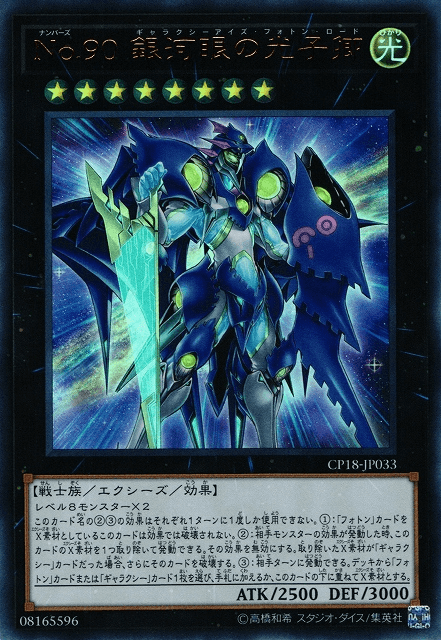 ナンバーズ ギャラクシーアイズ・フォトン・ロード
No.90 銀河眼の光子卿
ひかり
光
90
CP18-JP033
【戦士族／エクシーズ／効果】
レベル８モンスター×２
このカード名の②③の効果はそれぞれ１ターンに１度しか使用できない。①：「フォトン」カードを
Ｘ素材としているこのカードは効果では破壊されない。②：相手モンスターの効果が発動した時、この
カードのＸ素材を１つ取り除いて発動できる。その効果を無効にする。取り除いたＸ素材が「ギャラク
シー」カードだった場合、さらにそのカードを破壊する。③：相手ターンに発動できる。デッキから「フォ
トン」カードまたは「ギャラクシー」カード１枚を選び、手札に加えるか、このカードの下に重ねてＸ素材とする。
ATK/2500 DEF/3000
08165596
©高橋和希 スタジオ・ダイス/集英社